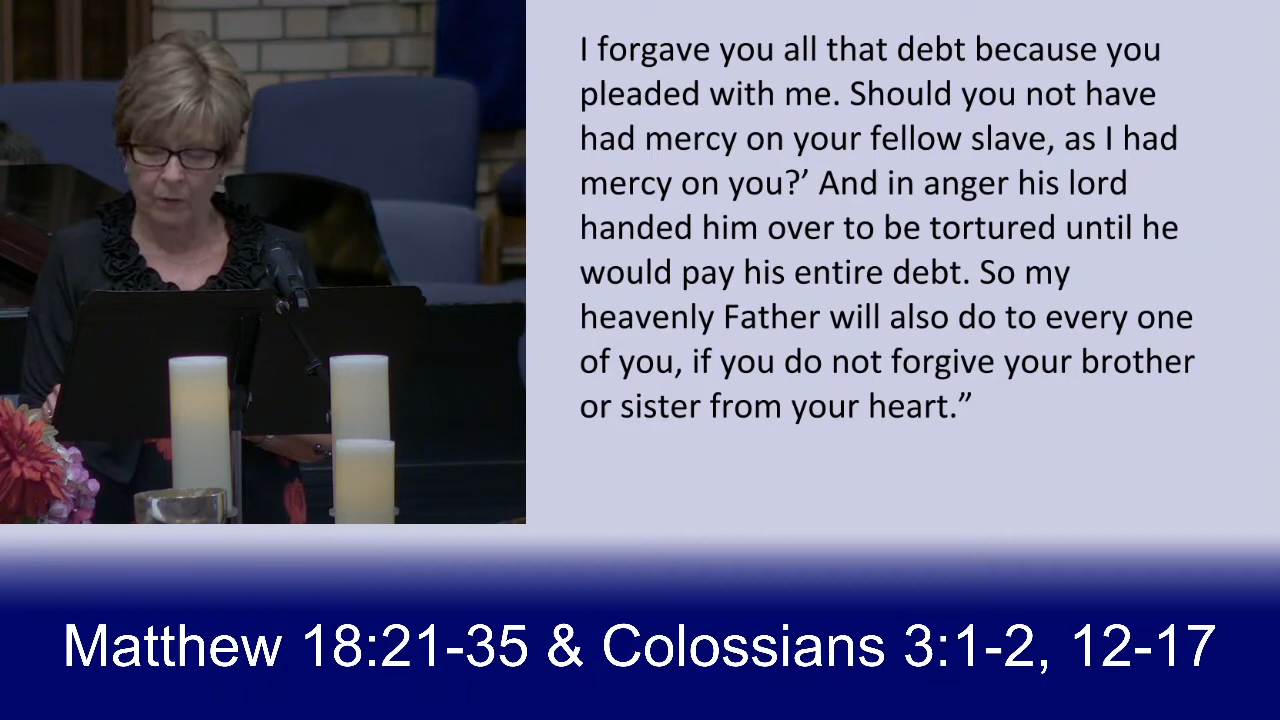 I forgave you all that debt because you
pleaded with me. Should you not have
had mercy on your fellow slave, as I had
mercy on you?’ And in anger his lord
handed him over to be tortured until he
would pay his entire debt. So my
heavenly Father will also do to every one
of you, if you do not forgive your brother
or sister from your heart.”
Matthew 18:21-35 & Colossians 3:1-2, 12-17